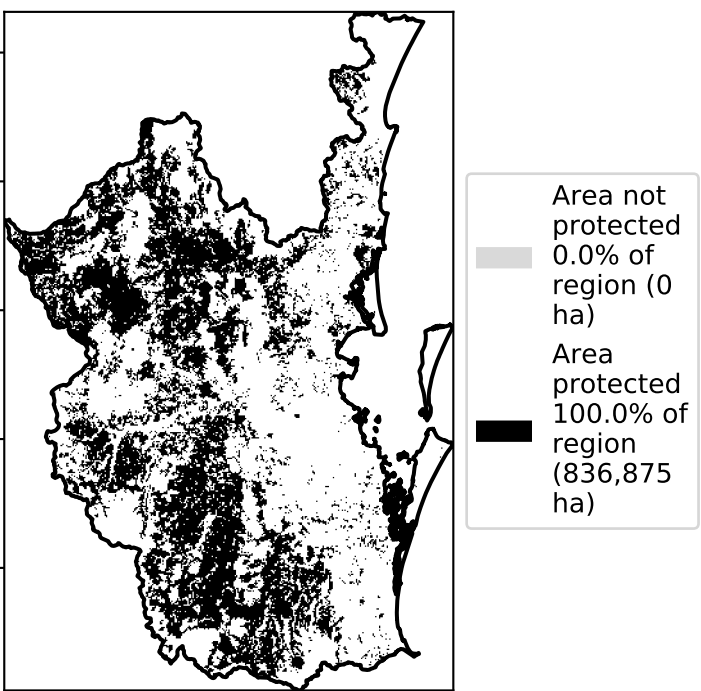 Area not
protected
0.0% of
region (0
ha)
Area
protected
100.0% of
region
(836,875
ha)